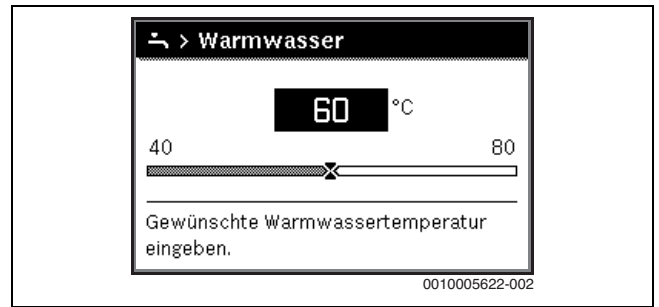 > Warmwasser
60 °C
40 80
Gewünschte Warmwassertemperatur
eingeben.
0010005622-002